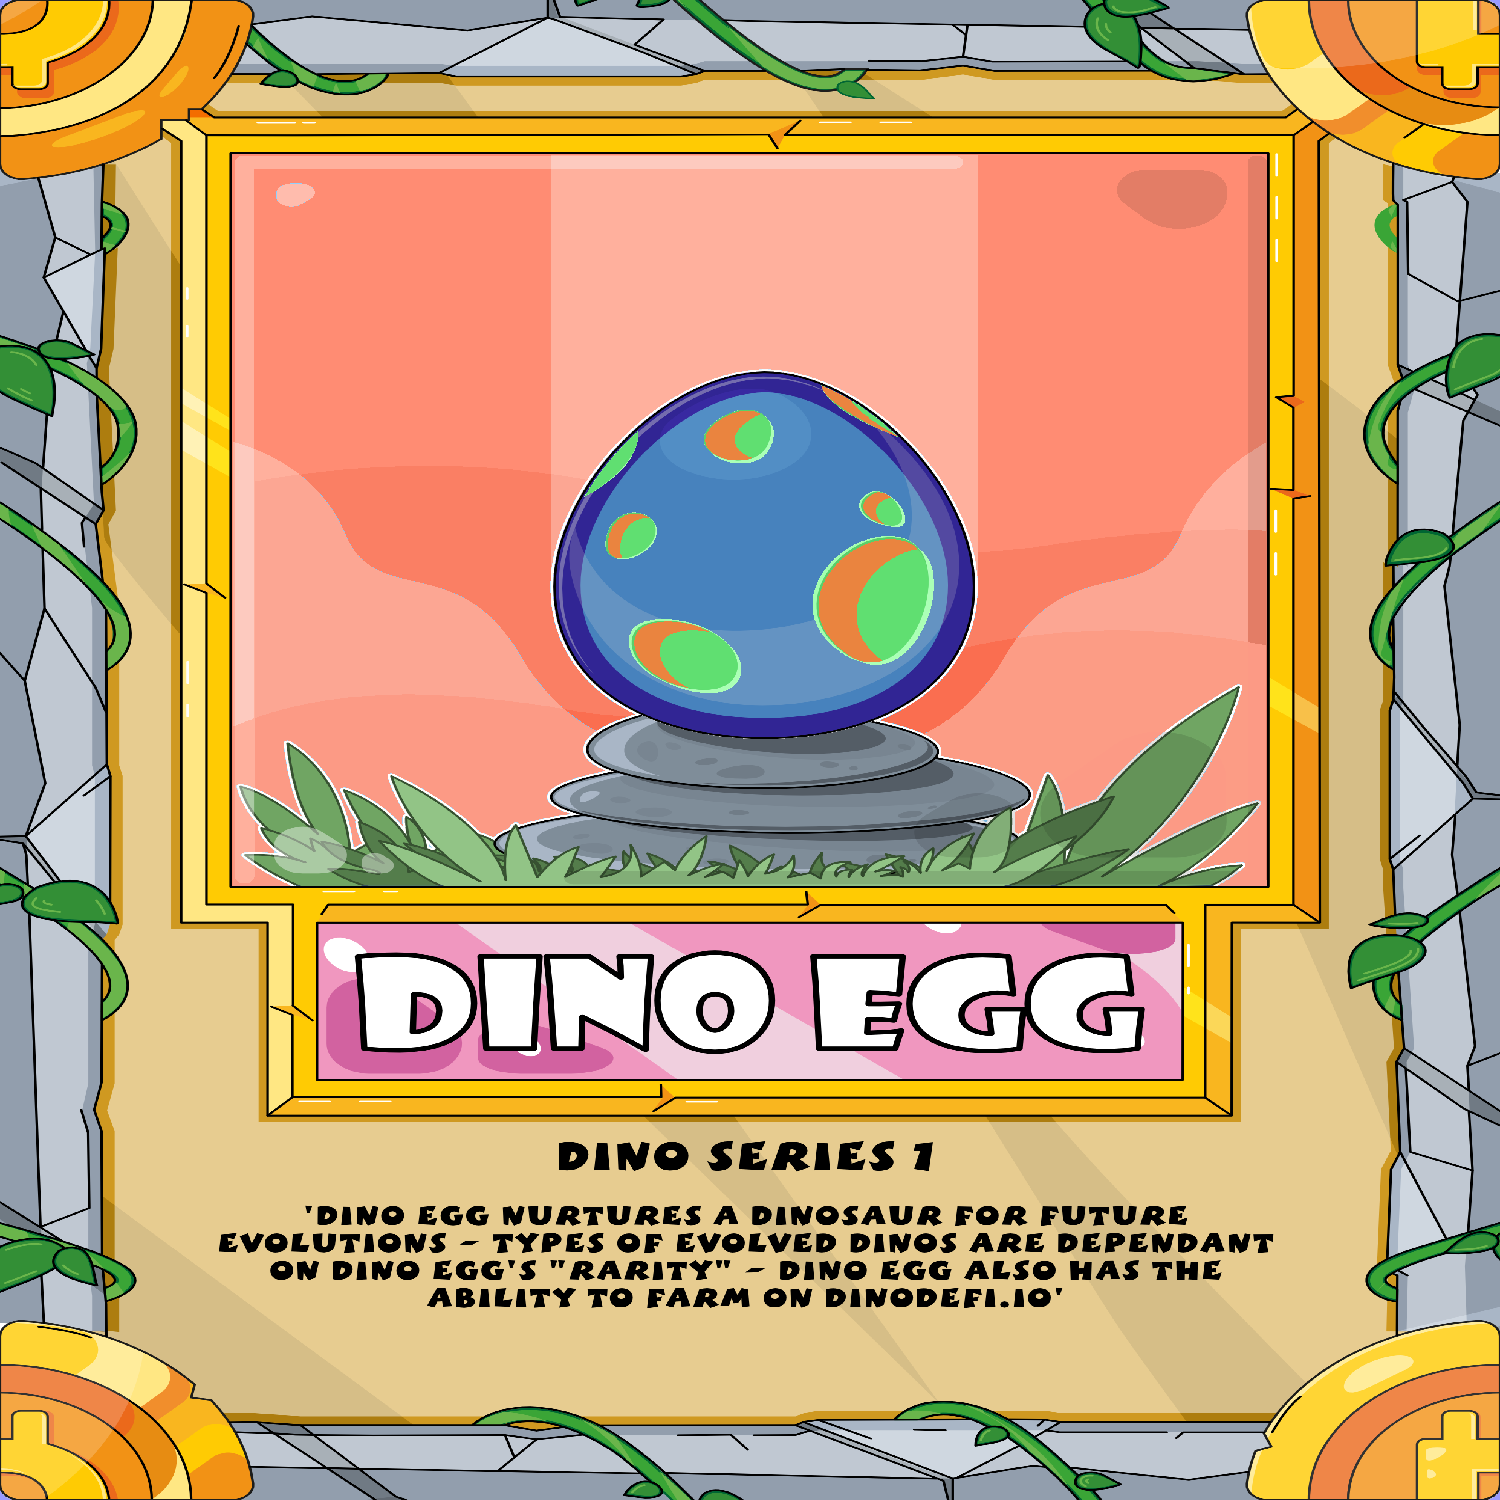 DINO EGG
DINO SERIES 1
'DINO EGG NURTURES A DINOSAUR FOR FUTURE
EVOLUTIONS - TYPES OF EVOLVED DINOS ARE DEPENDANT
ON DINO EGG'S "RARITY" - DINO EGG ALSO HAS THE
ABILITY TO FARM ON DINODEFI.IO'